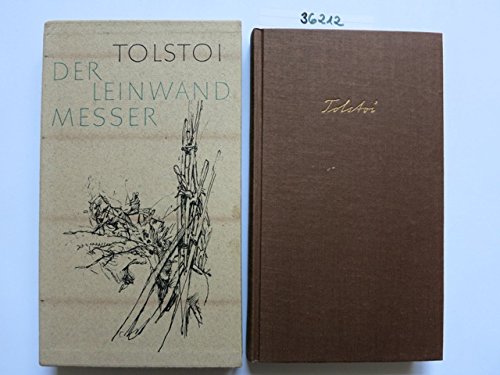 36212
TOLSTOI
DER
LEINWAND
MESSER
Tolstoi